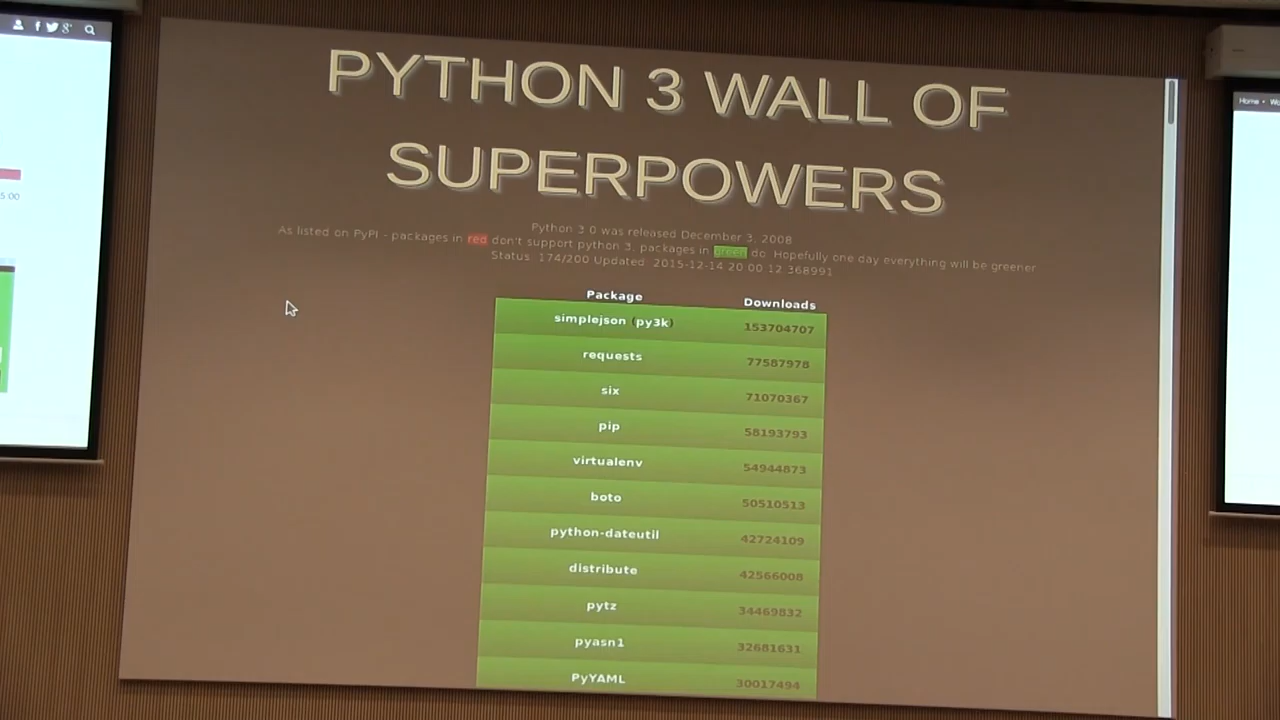 PYTHON 3 WALL OF
SUPERPOWERS
Python 3.0 was released December 3, 2008
As listed on PyPI - packages in red don't support python 3, packages in green do. Hopefully one day everything will be greener
Status: 174/200 Updated: 2015-12-14 20:00:12.368991
Package Downloads
simplejson (py3k) 153704707
requests 77587978
six 71070367
pip 58193793
virtualenv 54944873
boto 50510513
python-dateutil 42724109
distribute 42566008
pytz 34469832
pyasn1 32681631
PyYAML 30017494
Home